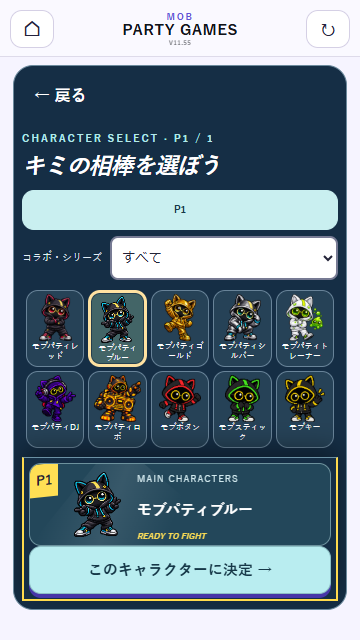 MOB
PARTY GAMES
V11.55
← 戻る
CHARACTER SELECT · P1 / 1
キミの相棒を選ぼう
P1
コラボ・シリーズ
すべて
モブパティレ
ッド
モブパティ
ブルー
モブパティゴ
ールド
モブパティシ
ルバー
モブパティト
レーナー
モブパティDJ
モブパティロ
ボ
モブボタン
モブスティッ
ク
モブキー
P1
MAIN CHARACTERS
モブパティブルー
READY TO FIGHT
このキャラクターに決定 →